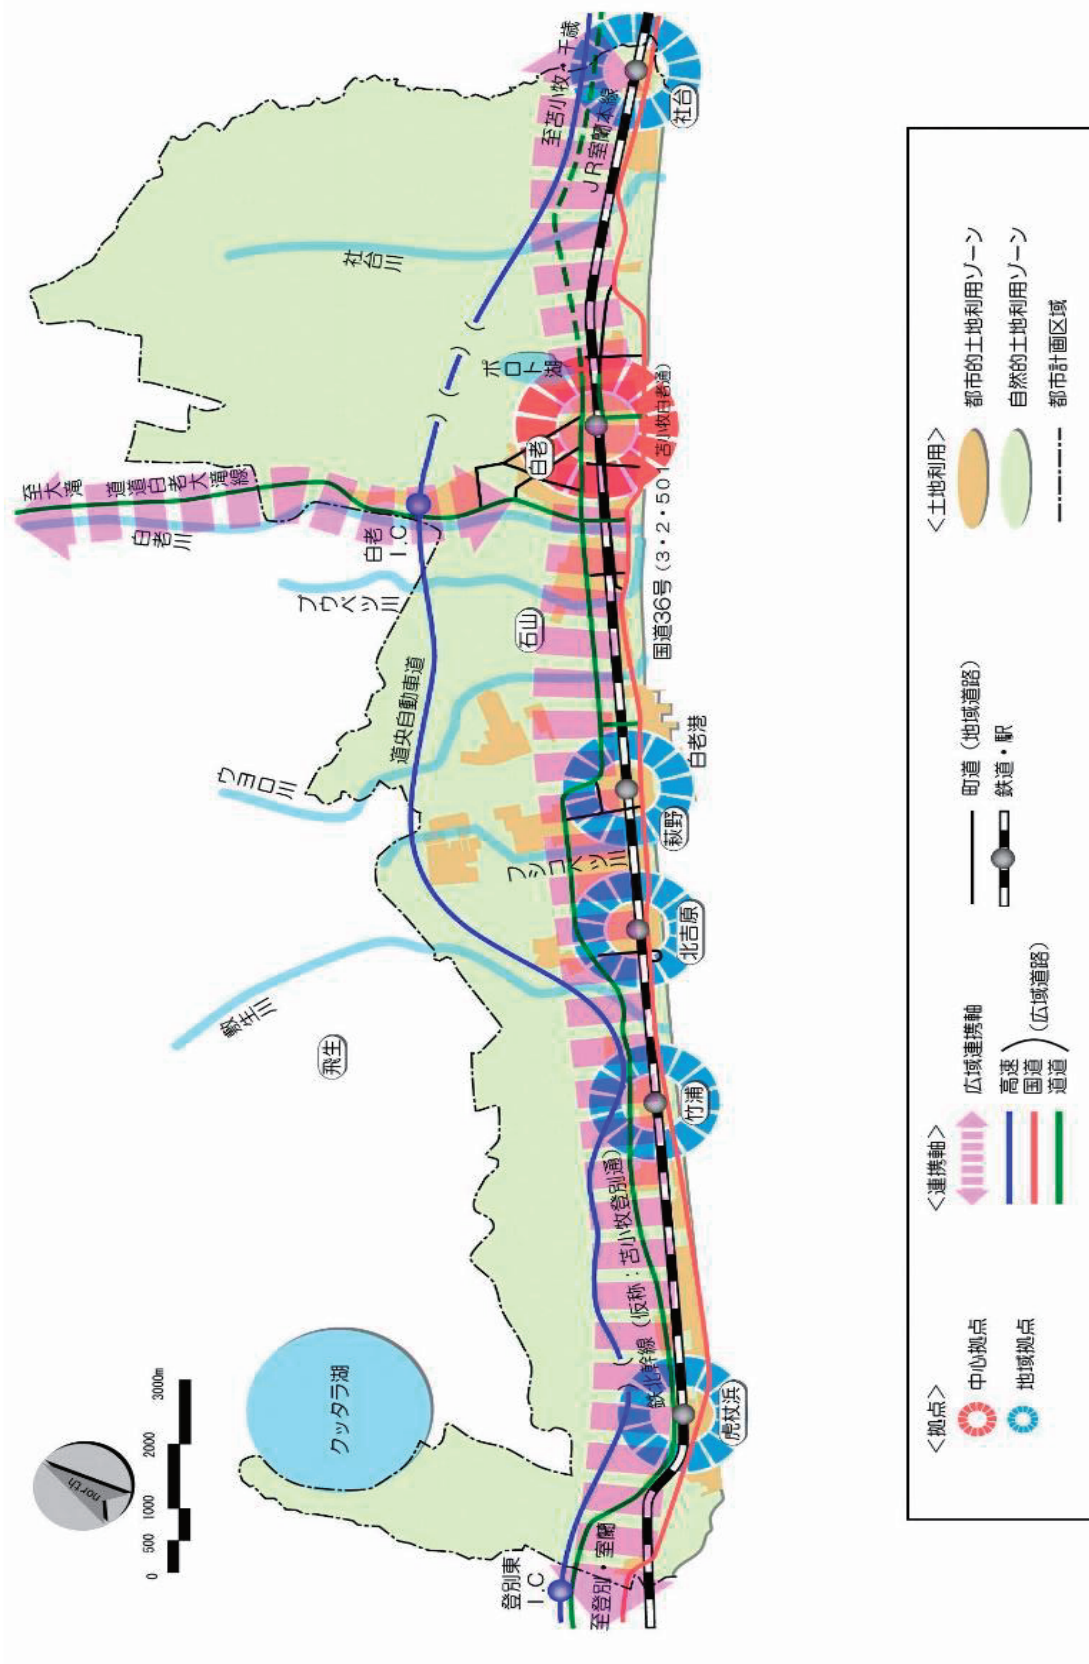 至苫小牧・千歳
JR室蘭本線
社台
社台川
ポロト湖
白老
至大滝
道道白老大滝線
白老川
白老
I.C
ブウベツ川
石山
国道36号(3・2・501苫小牧白老通)
道央自動車道
ウヨロ川
白老港
萩野
フシコベツ川
北吉原
敷生川
飛生
竹浦
鉄北幹線(仮称:苫小牧登別通)
クッタラ湖
虎杖浜
登別東
I.C
至登別・室蘭
north
0 500 1000 2000 3000m
<拠点>
中心拠点
地域拠点
<連携軸>
広域連携軸
高速
国道
道道
(広域道路)
町道(地域道路)
鉄道・駅
<土地利用>
都市的土地利用ゾーン
自然的土地利用ゾーン
都市計画区域